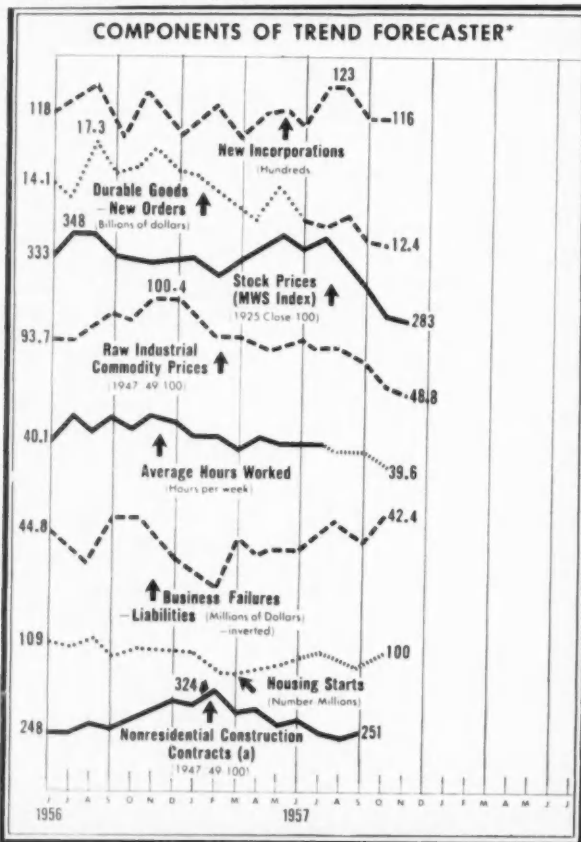 COMPONENTS OF TREND FORECASTER*
118
123
116
New Incorporations
(Hundreds
17.3
14.1
Durable Goods
– New Orders
(Billions of dollars)
12.4
348
333
Stock Prices
(MWS Index)
(1925 Close 100)
283
100.4
93.7
Raw Industrial
Commodity Prices
(1947 49 100)
48.8
40.1
Average Hours Worked
(Hours per week)
39.6
44.8
42.4
Business Failures
– Liabilities (Millions of Dollars)
– inverted)
109
100
Housing Starts
(Number Millions)
324
248
251
Nonresidential Construction
Contracts (a)
(1947 49 100)
J J A S O N D J F M A M J J A S O N D J F M A M J J
1956 1957